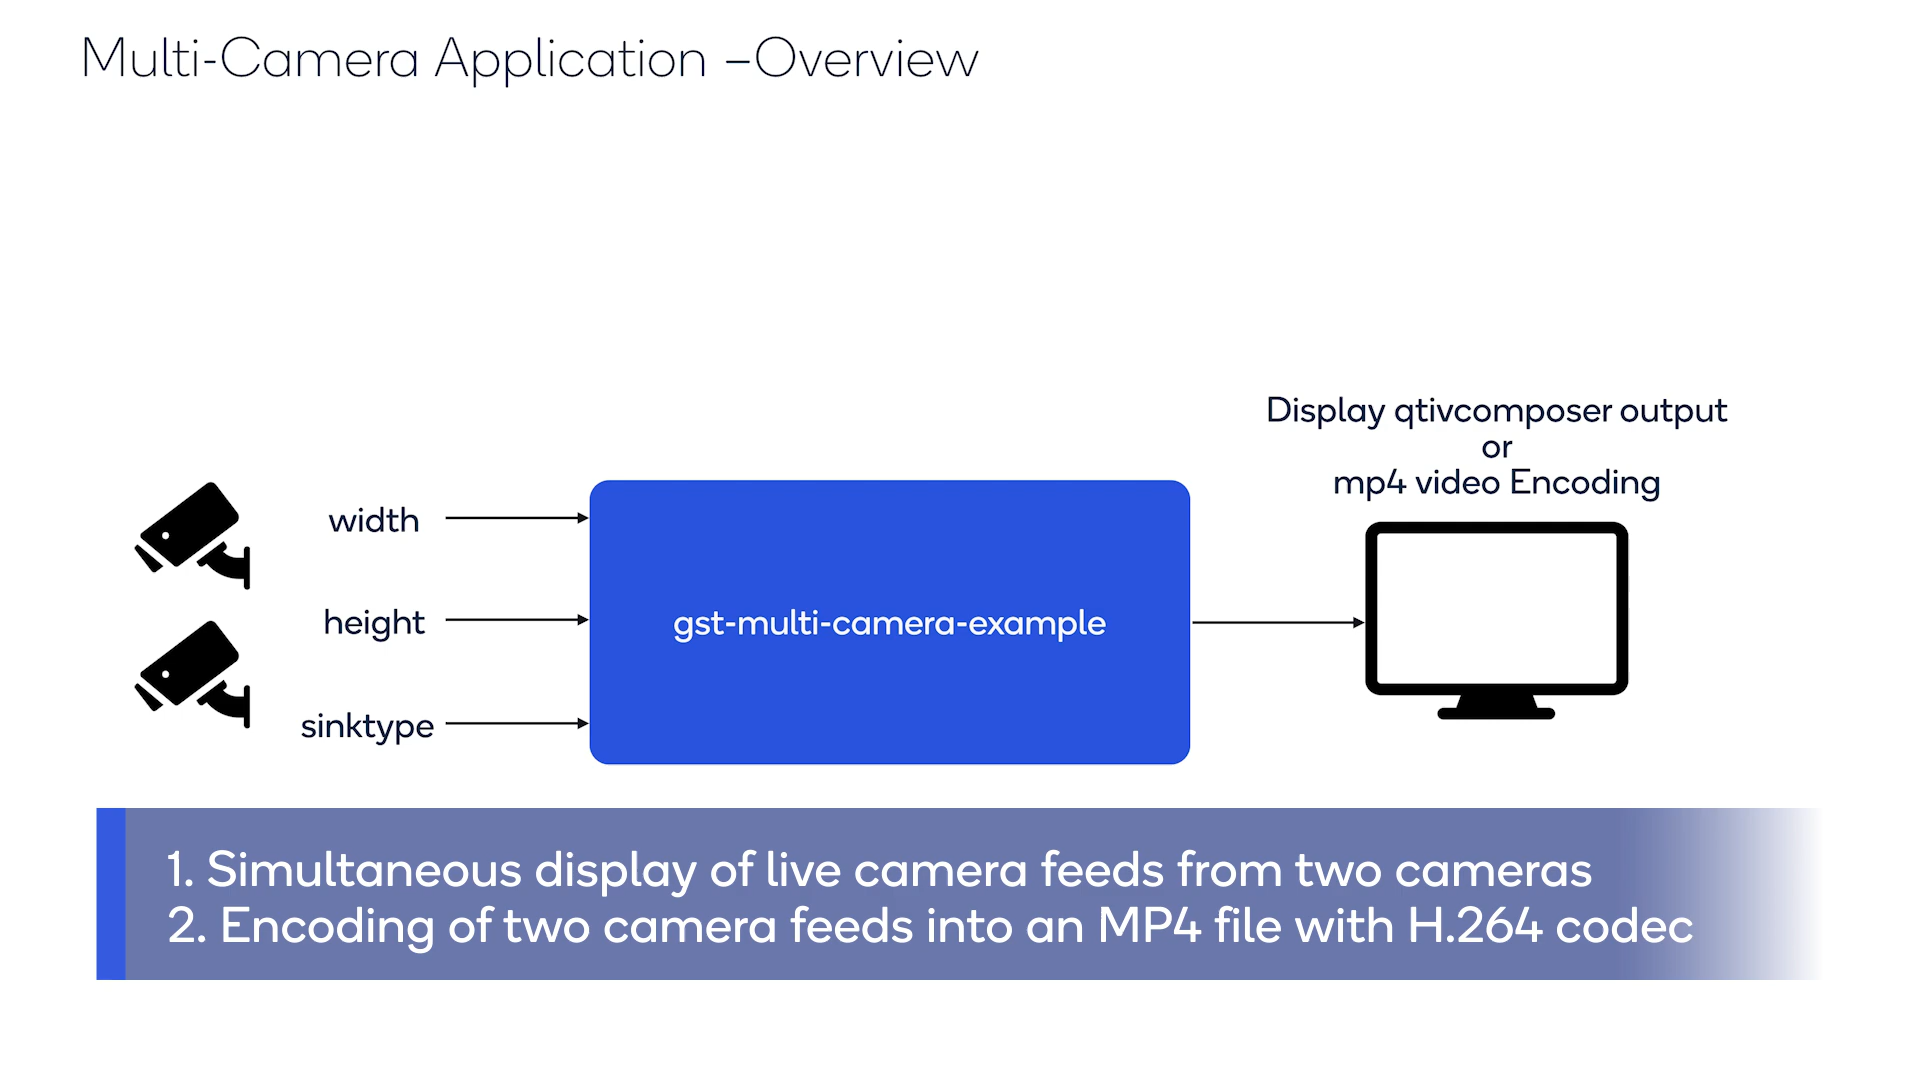 Multi-Camera Application –Overview
Display qtivcomposer output
or
mp4 video Encoding
width
height
sinktype
gst-multi-camera-example
1. Simultaneous display of live camera feeds from two cameras
2. Encoding of two camera feeds into an MP4 file with H.264 codec